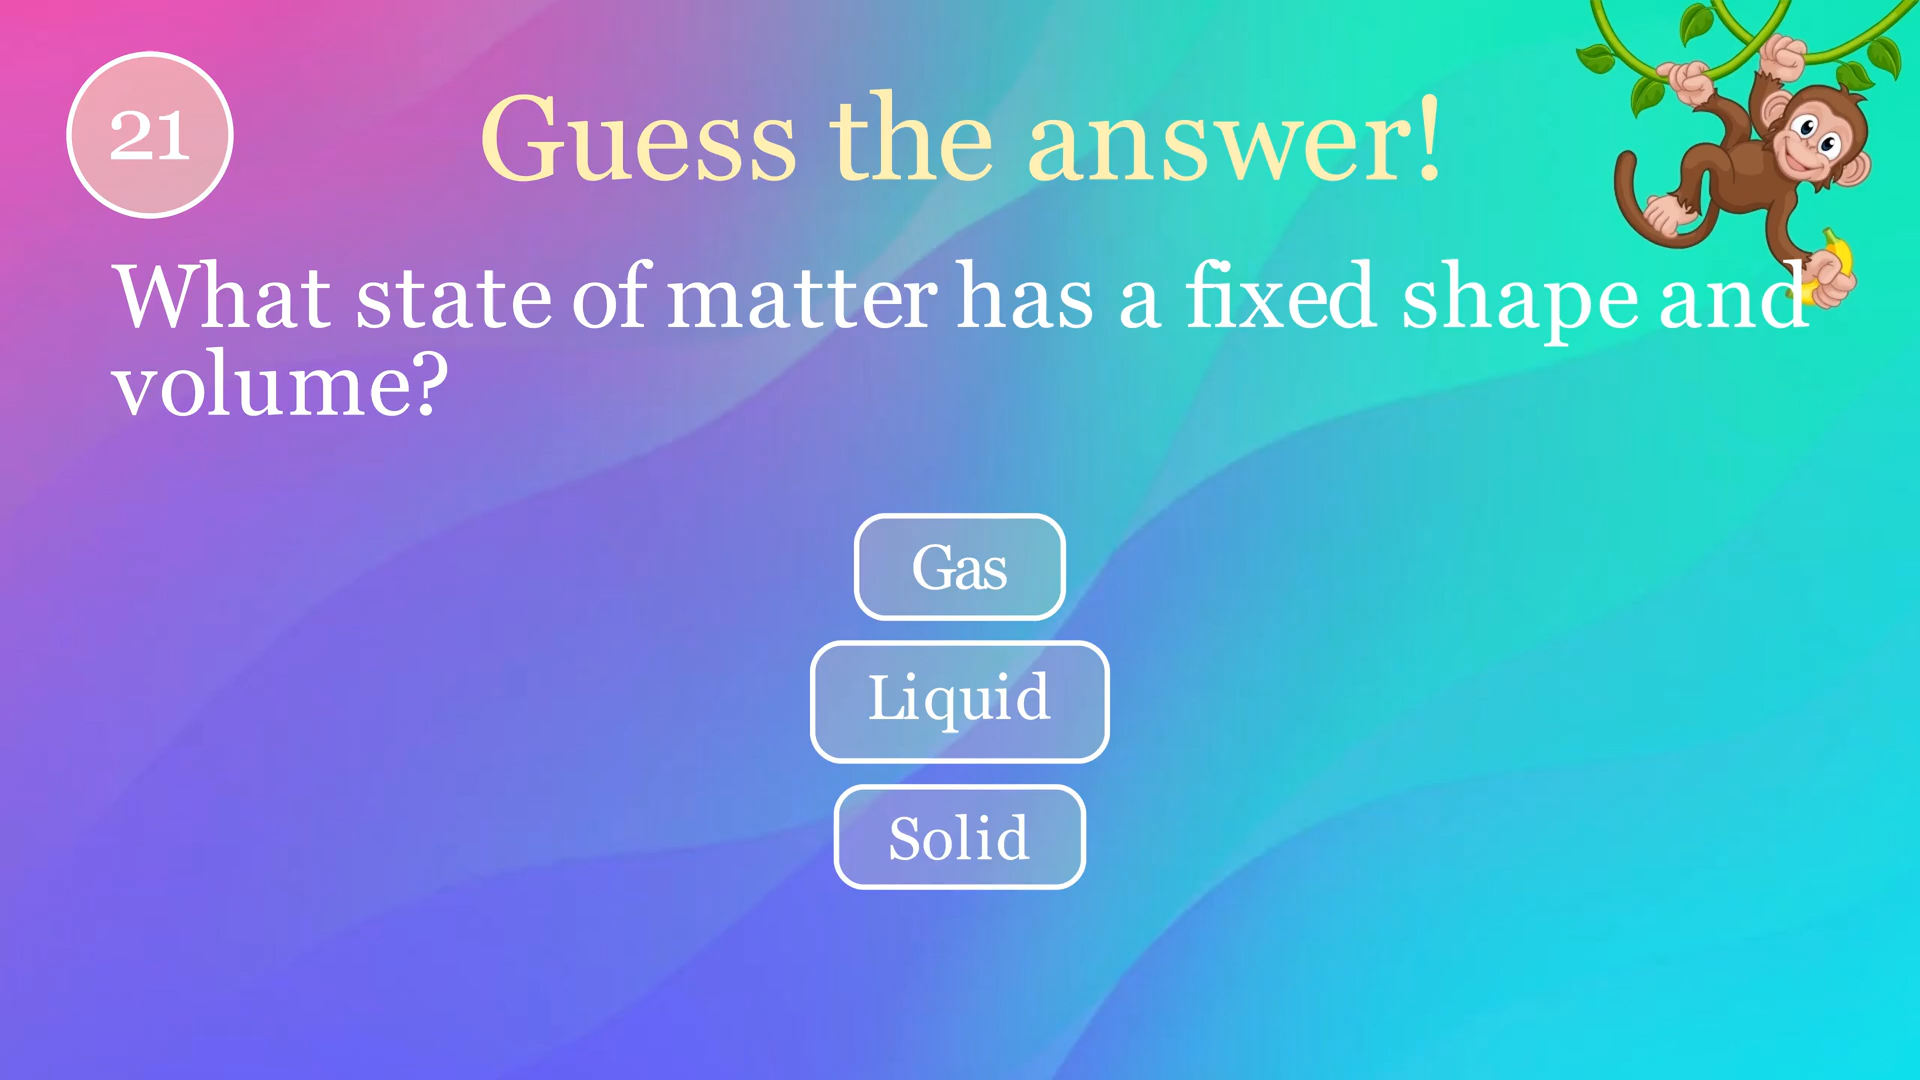 21
Guess the answer!
What state of matter has a fixed shape and
volume?
Gas
Liquid
Solid